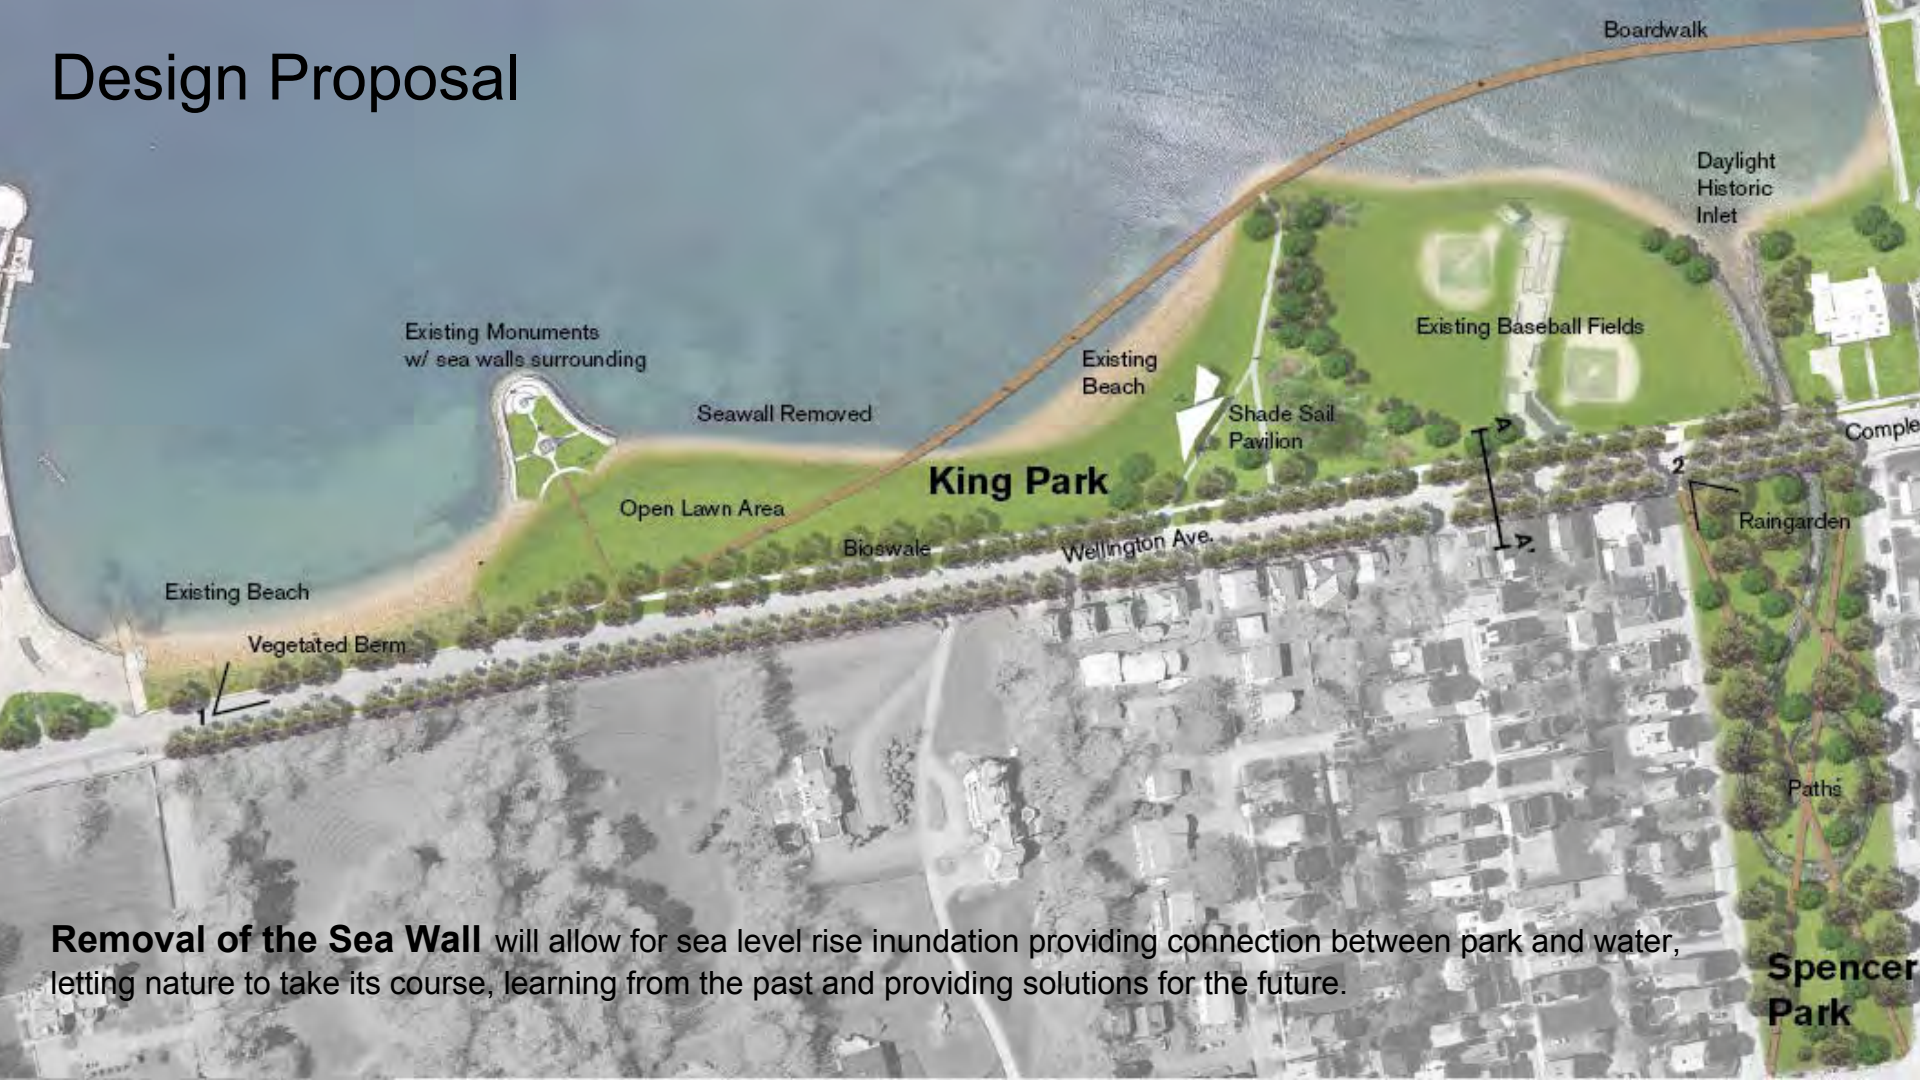 Design Proposal
Boardwalk
Daylight
Historic
Inlet
Existing Monuments
w/ sea walls surrounding
Existing Baseball Fields
Existing
Beach
Seawall Removed
Shade Sail
Pavilion
A
Comple
King Park
2
Open Lawn Area
Raingarden
Bioswale
Wellington Ave.
A'
Existing Beach
Vegetated Berm
1
Paths
Removal of the Sea Wall will allow for sea level rise inundation providing connection between park and water,
letting nature to take its course, learning from the past and providing solutions for the future.
Spencer
Park